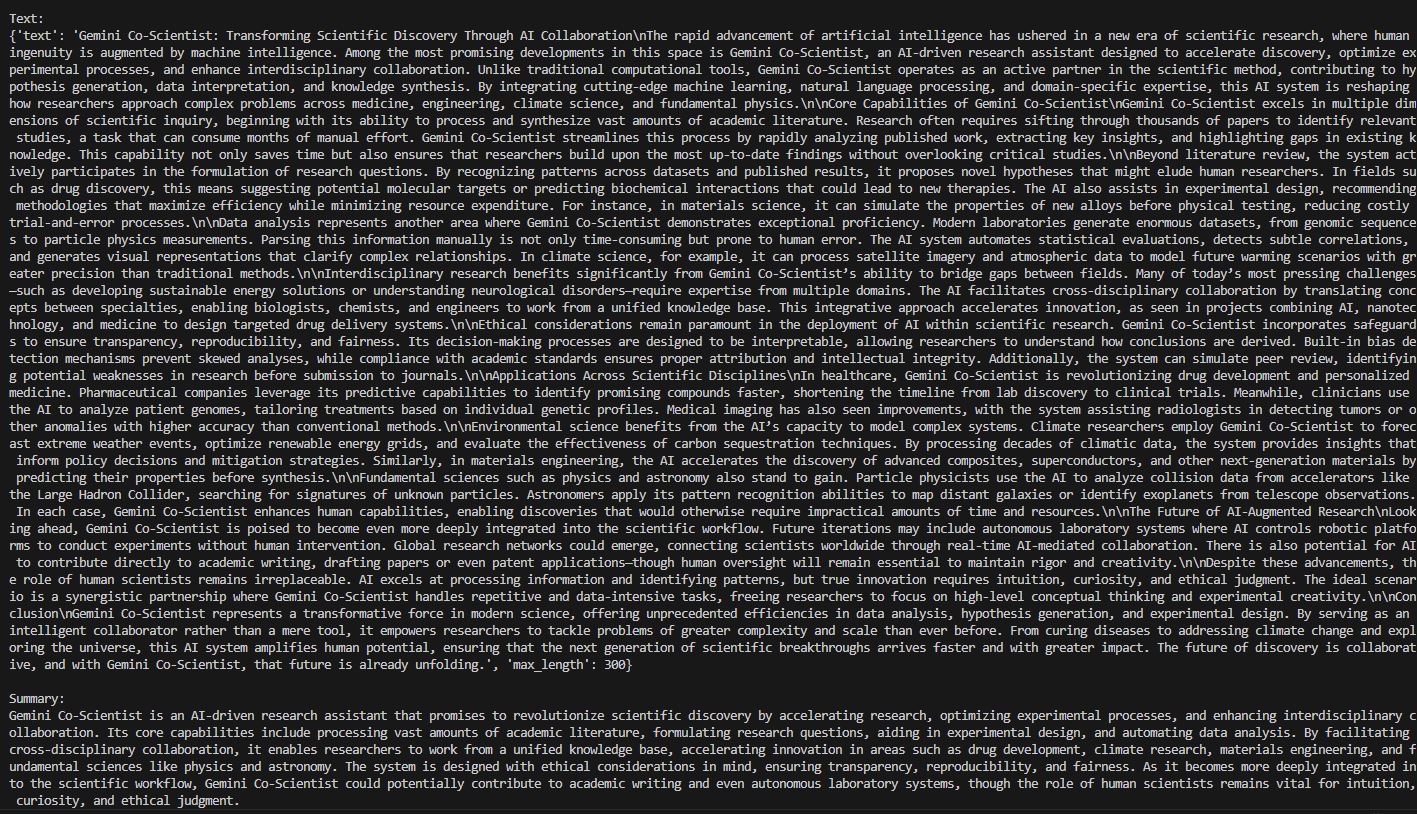 Text:
{'text': 'Gemini Co-Scientist: Transforming Scientific Discovery Through AI Collaboration\nThe rapid advancement of artificial intelligence has ushered in a new era of scientific research, where human
ingenuity is augmented by machine intelligence. Among the most promising developments in this space is Gemini Co-Scientist, an AI-driven research assistant designed to accelerate discovery, optimize ex
perimental processes, and enhance interdisciplinary collaboration. Unlike traditional computational tools, Gemini Co-Scientist operates as an active partner in the scientific method, contributing to hy
pothesis generation, data interpretation, and knowledge synthesis. By integrating cutting-edge machine learning, natural language processing, and domain-specific expertise, this AI system is reshaping
how researchers approach complex problems across medicine, engineering, climate science, and fundamental physics.\n\nCore Capabilities of Gemini Co-Scientist\nGemini Co-Scientist excels in multiple dim
ensions of scientific inquiry, beginning with its ability to process and synthesize vast amounts of academic literature. Research often requires sifting through thousands of papers to identify relevant
studies, a task that can consume months of manual effort. Gemini Co-Scientist streamlines this process by rapidly analyzing published work, extracting key insights, and highlighting gaps in existing k
nowledge. This capability not only saves time but also ensures that researchers build upon the most up-to-date findings without overlooking critical studies.\n\nBeyond literature review, the system act
ively participates in the formulation of research questions. By recognizing patterns across datasets and published results, it proposes novel hypotheses that might elude human researchers. In fields su
ch as drug discovery, this means suggesting potential molecular targets or predicting biochemical interactions that could lead to new therapies. The AI also assists in experimental design, recommending
methodologies that maximize efficiency while minimizing resource expenditure. For instance, in materials science, it can simulate the properties of new alloys before physical testing, reducing costly
trial-and-error processes.\n\nData analysis represents another area where Gemini Co-Scientist demonstrates exceptional proficiency. Modern laboratories generate enormous datasets, from genomic sequence
s to particle physics measurements. Parsing this information manually is not only time-consuming but prone to human error. The AI system automates statistical evaluations, detects subtle correlations,
and generates visual representations that clarify complex relationships. In climate science, for example, it can process satellite imagery and atmospheric data to model future warming scenarios with gr
eater precision than traditional methods.\n\nInterdisciplinary research benefits significantly from Gemini Co-Scientist’s ability to bridge gaps between fields. Many of today’s most pressing challenges
—such as developing sustainable energy solutions or understanding neurological disorders—require expertise from multiple domains. The AI facilitates cross-disciplinary collaboration by translating conc
epts between specialties, enabling biologists, chemists, and engineers to work from a unified knowledge base. This integrative approach accelerates innovation, as seen in projects combining AI, nanotec
hnology, and medicine to design targeted drug delivery systems.\n\nEthical considerations remain paramount in the deployment of AI within scientific research. Gemini Co-Scientist incorporates safeguard
s to ensure transparency, reproducibility, and fairness. Its decision-making processes are designed to be interpretable, allowing researchers to understand how conclusions are derived. Built-in bias de
tection mechanisms prevent skewed analyses, while compliance with academic standards ensures proper attribution and intellectual integrity. Additionally, the system can simulate peer review, identifyin
g potential weaknesses in research before submission to journals.\n\nApplications Across Scientific Disciplines\nIn healthcare, Gemini Co-Scientist is revolutionizing drug development and personalized
medicine. Pharmaceutical companies leverage its predictive capabilities to identify promising compounds faster, shortening the timeline from lab discovery to clinical trials. Meanwhile, clinicians use
the AI to analyze patient genomes, tailoring treatments based on individual genetic profiles. Medical imaging has also seen improvements, with the system assisting radiologists in detecting tumors or o
ther anomalies with higher accuracy than conventional methods.\n\nEnvironmental science benefits from the AI’s capacity to model complex systems. Climate researchers employ Gemini Co-Scientist to forec
ast extreme weather events, optimize renewable energy grids, and evaluate the effectiveness of carbon sequestration techniques. By processing decades of climatic data, the system provides insights that
inform policy decisions and mitigation strategies. Similarly, in materials engineering, the AI accelerates the discovery of advanced composites, superconductors, and other next-generation materials by
predicting their properties before synthesis.\n\nFundamental sciences such as physics and astronomy also stand to gain. Particle physicists use the AI to analyze collision data from accelerators like
the Large Hadron Collider, searching for signatures of unknown particles. Astronomers apply its pattern recognition abilities to map distant galaxies or identify exoplanets from telescope observations.
In each case, Gemini Co-Scientist enhances human capabilities, enabling discoveries that would otherwise require impractical amounts of time and resources.\n\nThe Future of AI-Augmented Research\nLook
ing ahead, Gemini Co-Scientist is poised to become even more deeply integrated into the scientific workflow. Future iterations may include autonomous laboratory systems where AI controls robotic platfo
rms to conduct experiments without human intervention. Global research networks could emerge, connecting scientists worldwide through real-time AI-mediated collaboration. There is also potential for AI
to contribute directly to academic writing, drafting papers or even patent applications—though human oversight will remain essential to maintain rigor and creativity.\n\nDespite these advancements, th
e role of human scientists remains irreplaceable. AI excels at processing information and identifying patterns, but true innovation requires intuition, curiosity, and ethical judgment. The ideal scenar
io is a synergistic partnership where Gemini Co-Scientist handles repetitive and data-intensive tasks, freeing researchers to focus on high-level conceptual thinking and experimental creativity.\n\nCon
clusion\nGemini Co-Scientist represents a transformative force in modern science, offering unprecedented efficiencies in data analysis, hypothesis generation, and experimental design. By serving as an
intelligent collaborator rather than a mere tool, it empowers researchers to tackle problems of greater complexity and scale than ever before. From curing diseases to addressing climate change and expl
oring the universe, this AI system amplifies human potential, ensuring that the next generation of scientific breakthroughs arrives faster and with greater impact. The future of discovery is collaborat
ive, and with Gemini Co-Scientist, that future is already unfolding.', 'max_length': 300}
Summary:
Gemini Co-Scientist is an AI-driven research assistant that promises to revolutionize scientific discovery by accelerating research, optimizing experimental processes, and enhancing interdisciplinary c
ollaboration. Its core capabilities include processing vast amounts of academic literature, formulating research questions, aiding in experimental design, and automating data analysis. By facilitating
cross-disciplinary collaboration, it enables researchers to work from a unified knowledge base, accelerating innovation in areas such as drug development, climate research, materials engineering, and f
undamental sciences like physics and astronomy. The system is designed with ethical considerations in mind, ensuring transparency, reproducibility, and fairness. As it becomes more deeply integrated in
to the scientific workflow, Gemini Co-Scientist could potentially contribute to academic writing and even autonomous laboratory systems, though the role of human scientists remains vital for intuition,
curiosity, and ethical judgment.